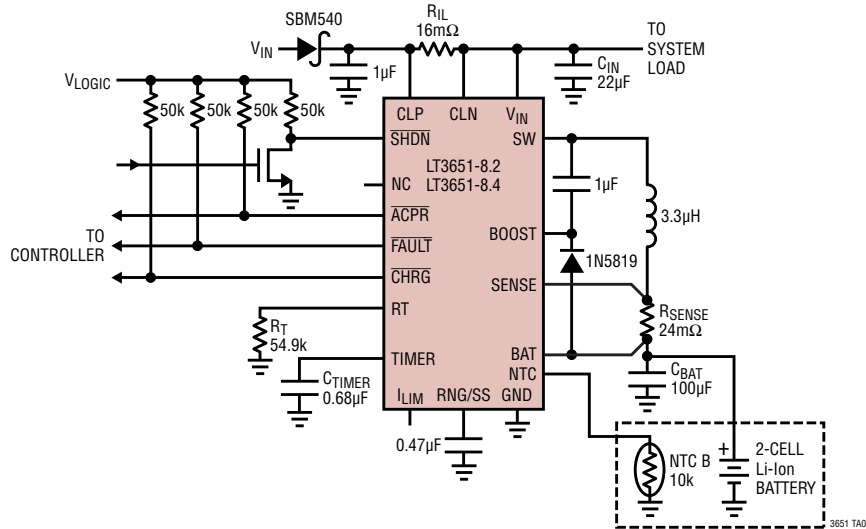 SBM540
V_IN
R_IL
16mΩ
TO
SYSTEM
LOAD
1µF
C_IN
22µF
V_LOGIC
50k
50k
50k
50k
CLP
CLN
V_IN
SHDN
SW
LT3651-8.2
LT3651-8.4
NC
1µF
3.3µH
ACPR
TO
CONTROLLER
FAULT
BOOST
1N5819
CHRG
SENSE
RT
R_T
54.9k
R_SENSE
24mΩ
TIMER
BAT
NTC
C_TIMER
0.68µF
C_BAT
100µF
I_LIM
RNG/SS
GND
0.47µF
NTC B
10k
+
2-CELL
Li-Ion
BATTERY